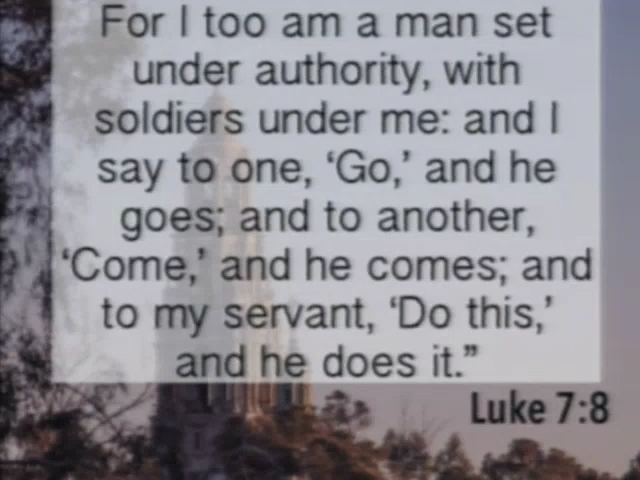 For I too am a man set
under authority, with
soldiers under me: and I
say to one, ‘Go,’ and he
goes; and to another,
‘Come,’ and he comes; and
to my servant, ‘Do this,’
and he does it.”
Luke 7:8